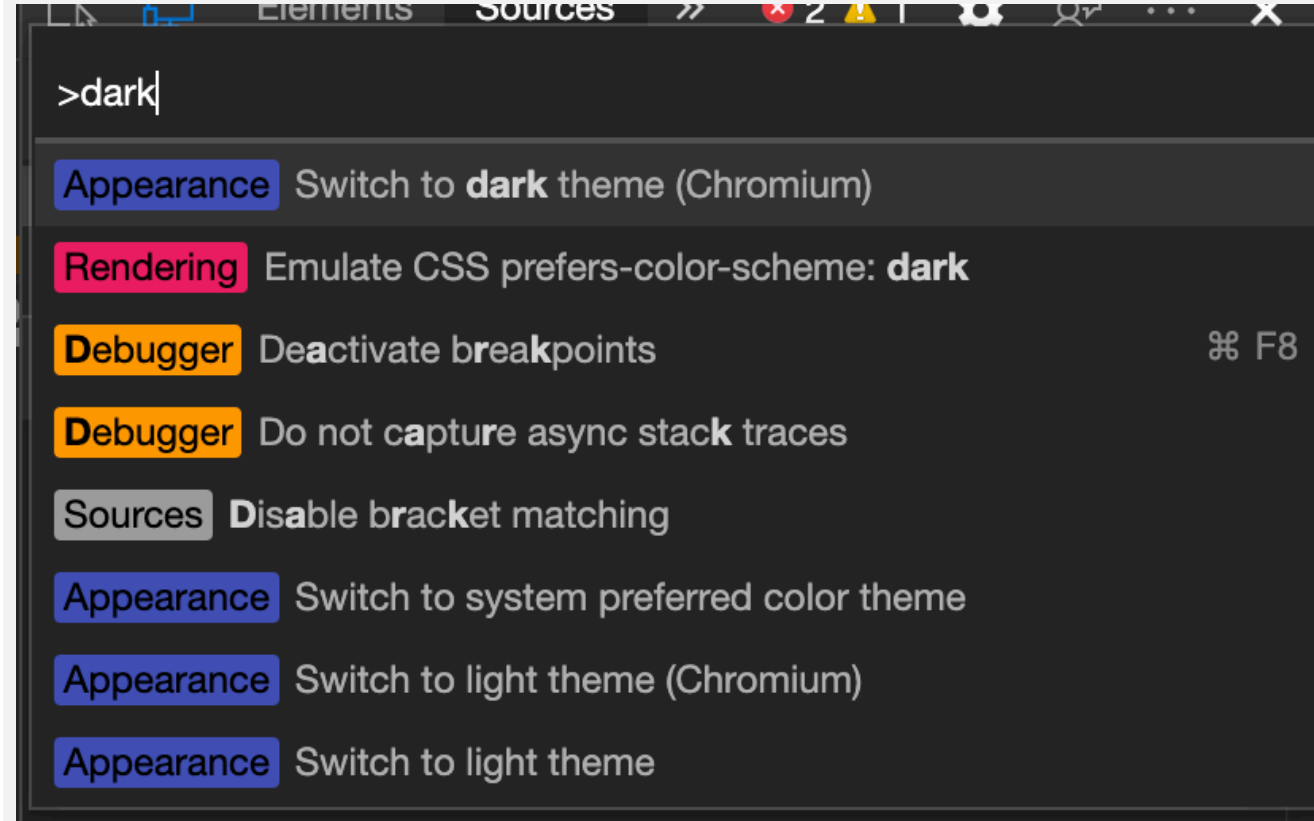 Elements Sources » 2 1 ··· X
>dark
Appearance Switch to dark theme (Chromium)
Rendering Emulate CSS prefers-color-scheme: dark
Debugger Deactivate breakpoints ⌘ F8
Debugger Do not capture async stack traces
Sources Disable bracket matching
Appearance Switch to system preferred color theme
Appearance Switch to light theme (Chromium)
Appearance Switch to light theme